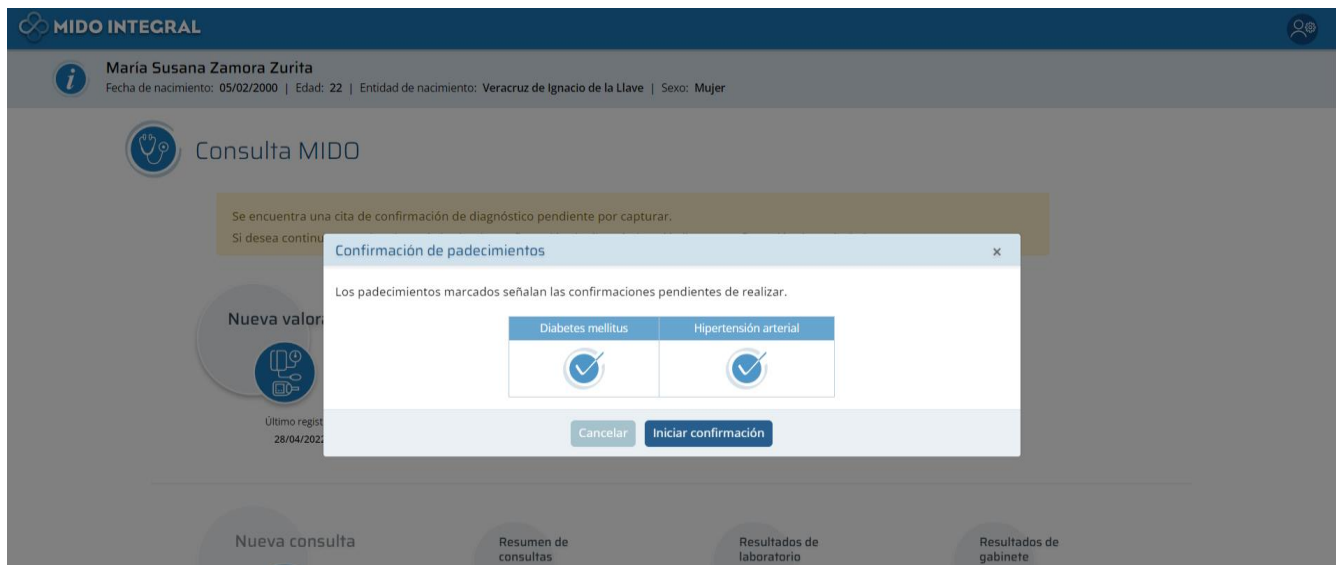 MIDO INTEGRAL
María Susana Zamora Zurita
Fecha de nacimiento: 05/02/2000 | Edad: 22 | Entidad de nacimiento: Veracruz de Ignacio de la Llave | Sexo: Mujer
Consulta MIDO
Se encuentra una cita de confirmación de diagnóstico pendiente por capturar.
Si desea continu
Confirmación de padecimientos
×
Los padecimientos marcados señalan las confirmaciones pendientes de realizar.
Diabetes mellitus
Hipertensión arterial
Cancelar
Iniciar confirmación
Nueva valor
Último regist
28/04/2022
Nueva consulta
Resumen de
consultas
Resultados de
laboratorio
Resultados de
gabinete